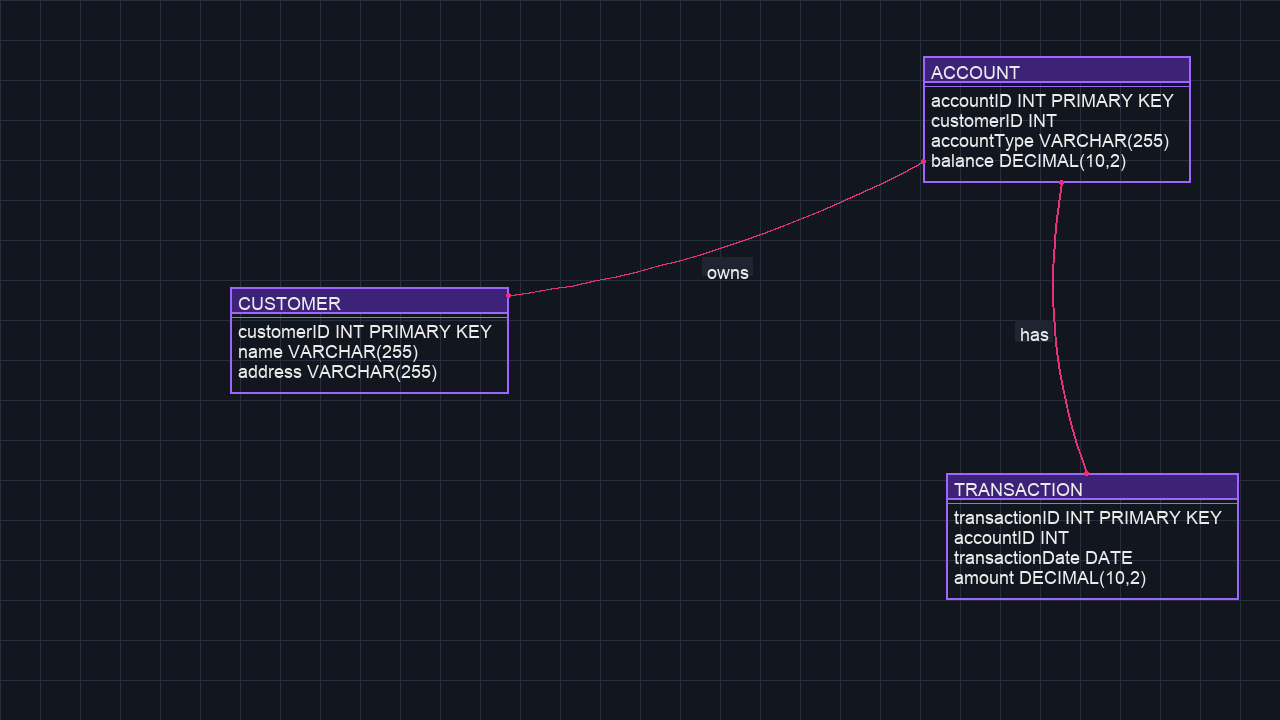 ACCOUNT
accountID INT PRIMARY KEY
customerID INT
accountType VARCHAR(255)
balance DECIMAL(10,2)
owns
CUSTOMER
customerID INT PRIMARY KEY
name VARCHAR(255)
address VARCHAR(255)
has
TRANSACTION
transactionID INT PRIMARY KEY
accountID INT
transactionDate DATE
amount DECIMAL(10,2)